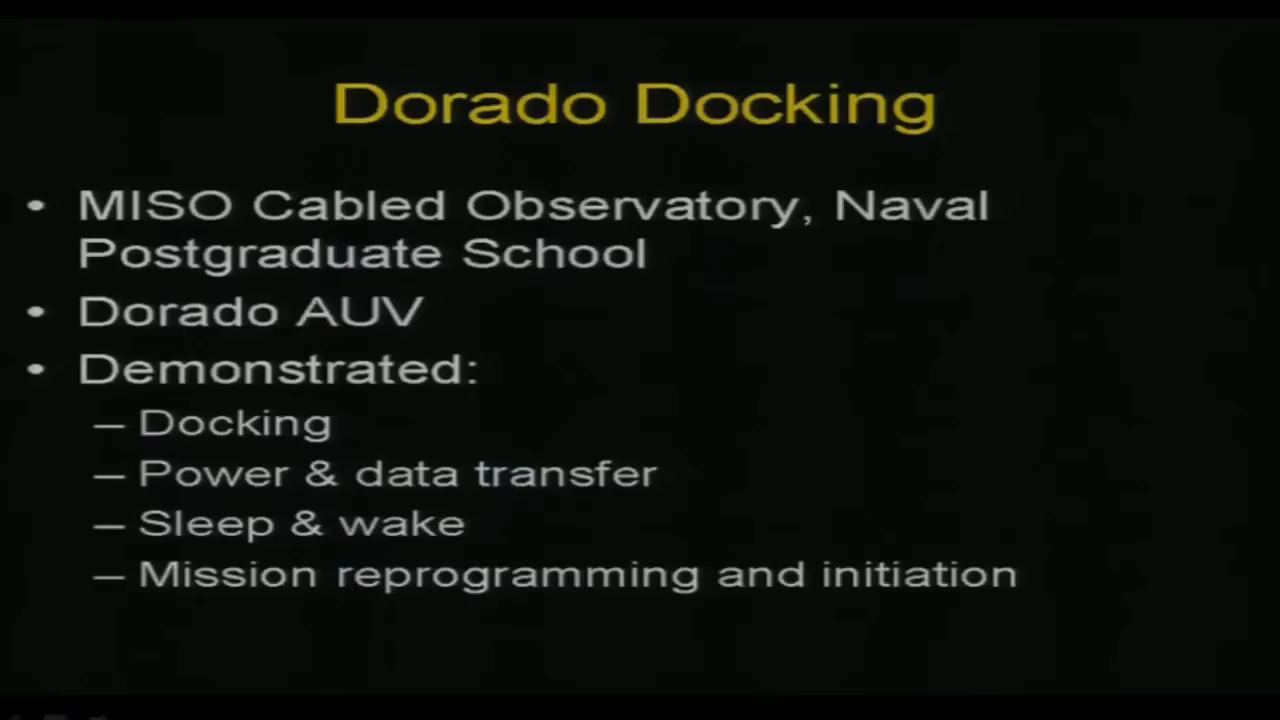 Dorado Docking
• MISO Cabled Observatory, Naval
Postgraduate School
• Dorado AUV
• Demonstrated:
– Docking
– Power & data transfer
– Sleep & wake
– Mission reprogramming and initiation